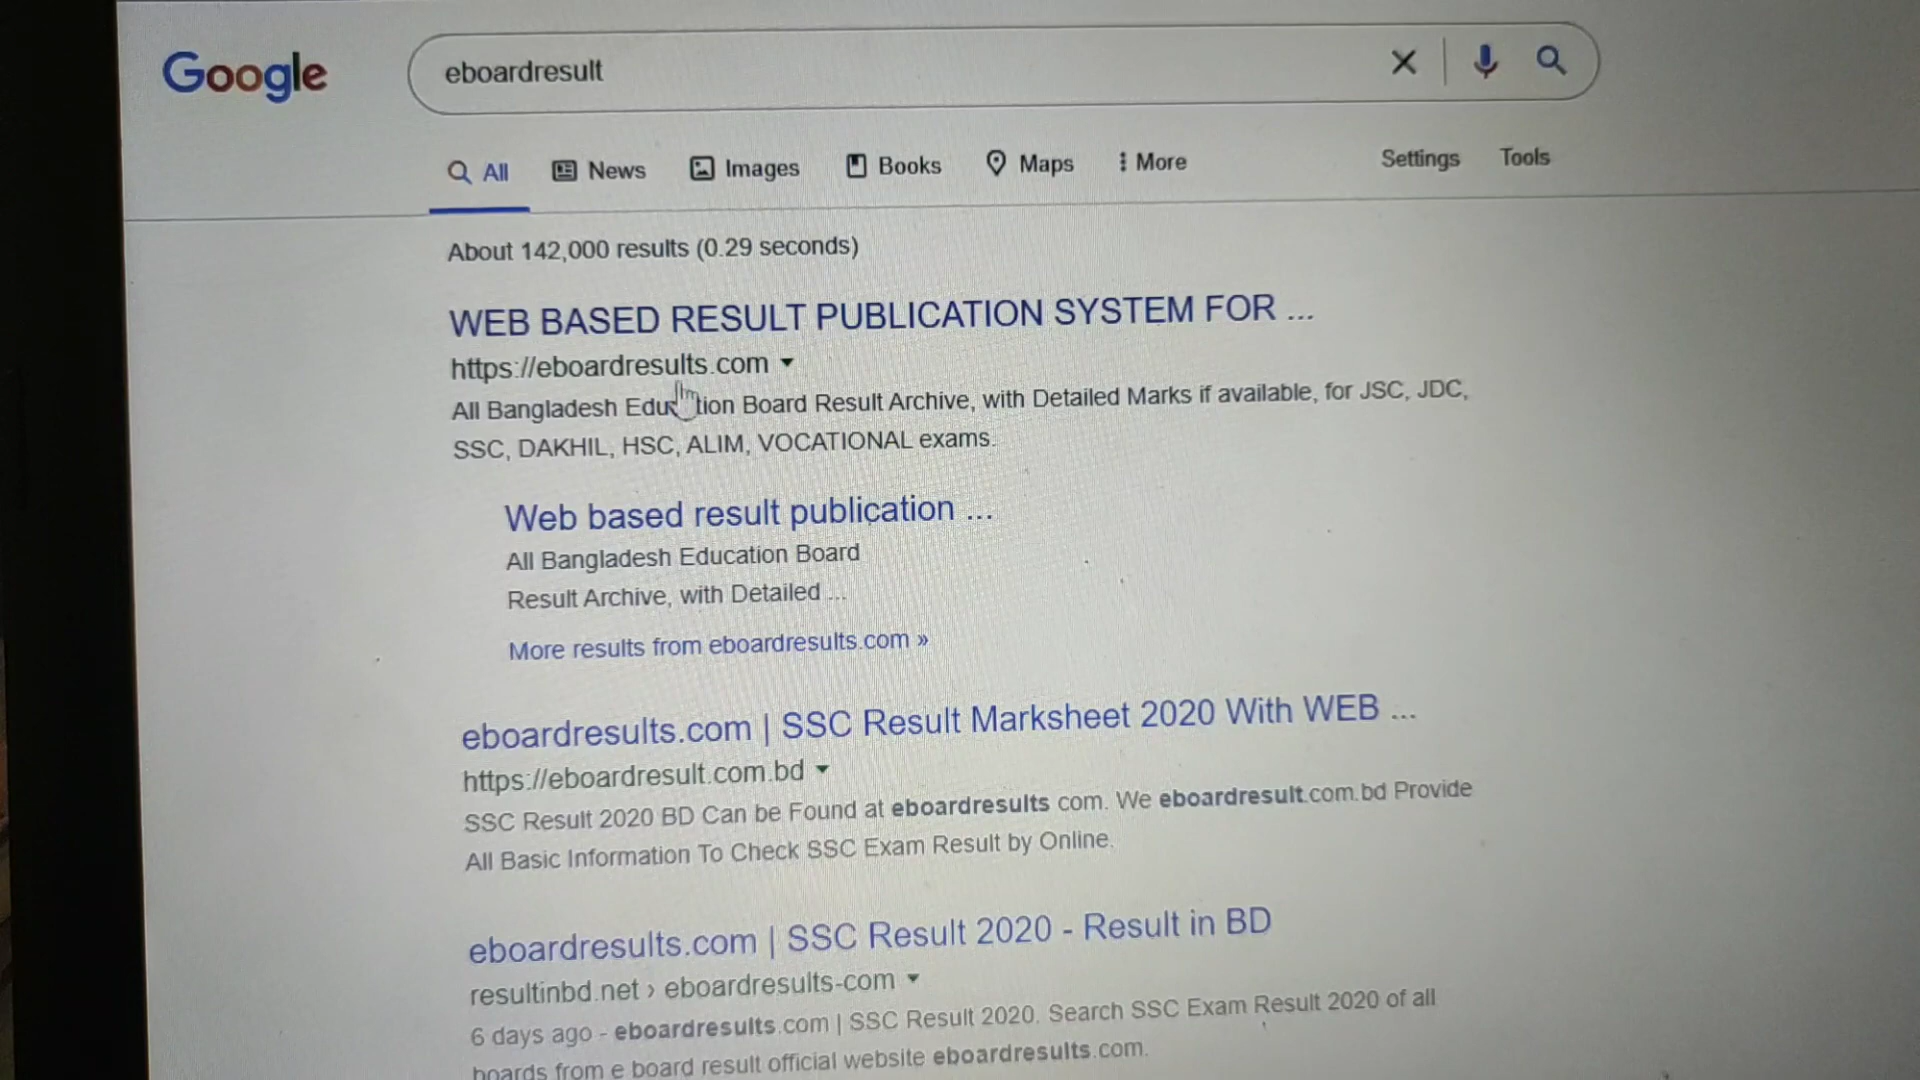 Google
eboardresult
All News Images Books Maps More Settings Tools
About 142,000 results (0.29 seconds)
WEB BASED RESULT PUBLICATION SYSTEM FOR ...
https://eboardresults.com
All Bangladesh Edu tion Board Result Archive, with Detailed Marks if available, for JSC, JDC,
SSC, DAKHIL, HSC, ALIM, VOCATIONAL exams.
Web based result publication ...
All Bangladesh Education Board
Result Archive, with Detailed ...
More results from eboardresults.com »
eboardresults.com | SSC Result Marksheet 2020 With WEB ...
https://eboardresult.com.bd
SSC Result 2020 BD Can be Found at eboardresults com. We eboardresult.com.bd Provide
All Basic Information To Check SSC Exam Result by Online.
eboardresults.com | SSC Result 2020 - Result in BD
resultinbd.net › eboardresults-com
6 days ago - eboardresults.com | SSC Result 2020. Search SSC Exam Result 2020 of all
boards from e board result official website eboardresults.com.